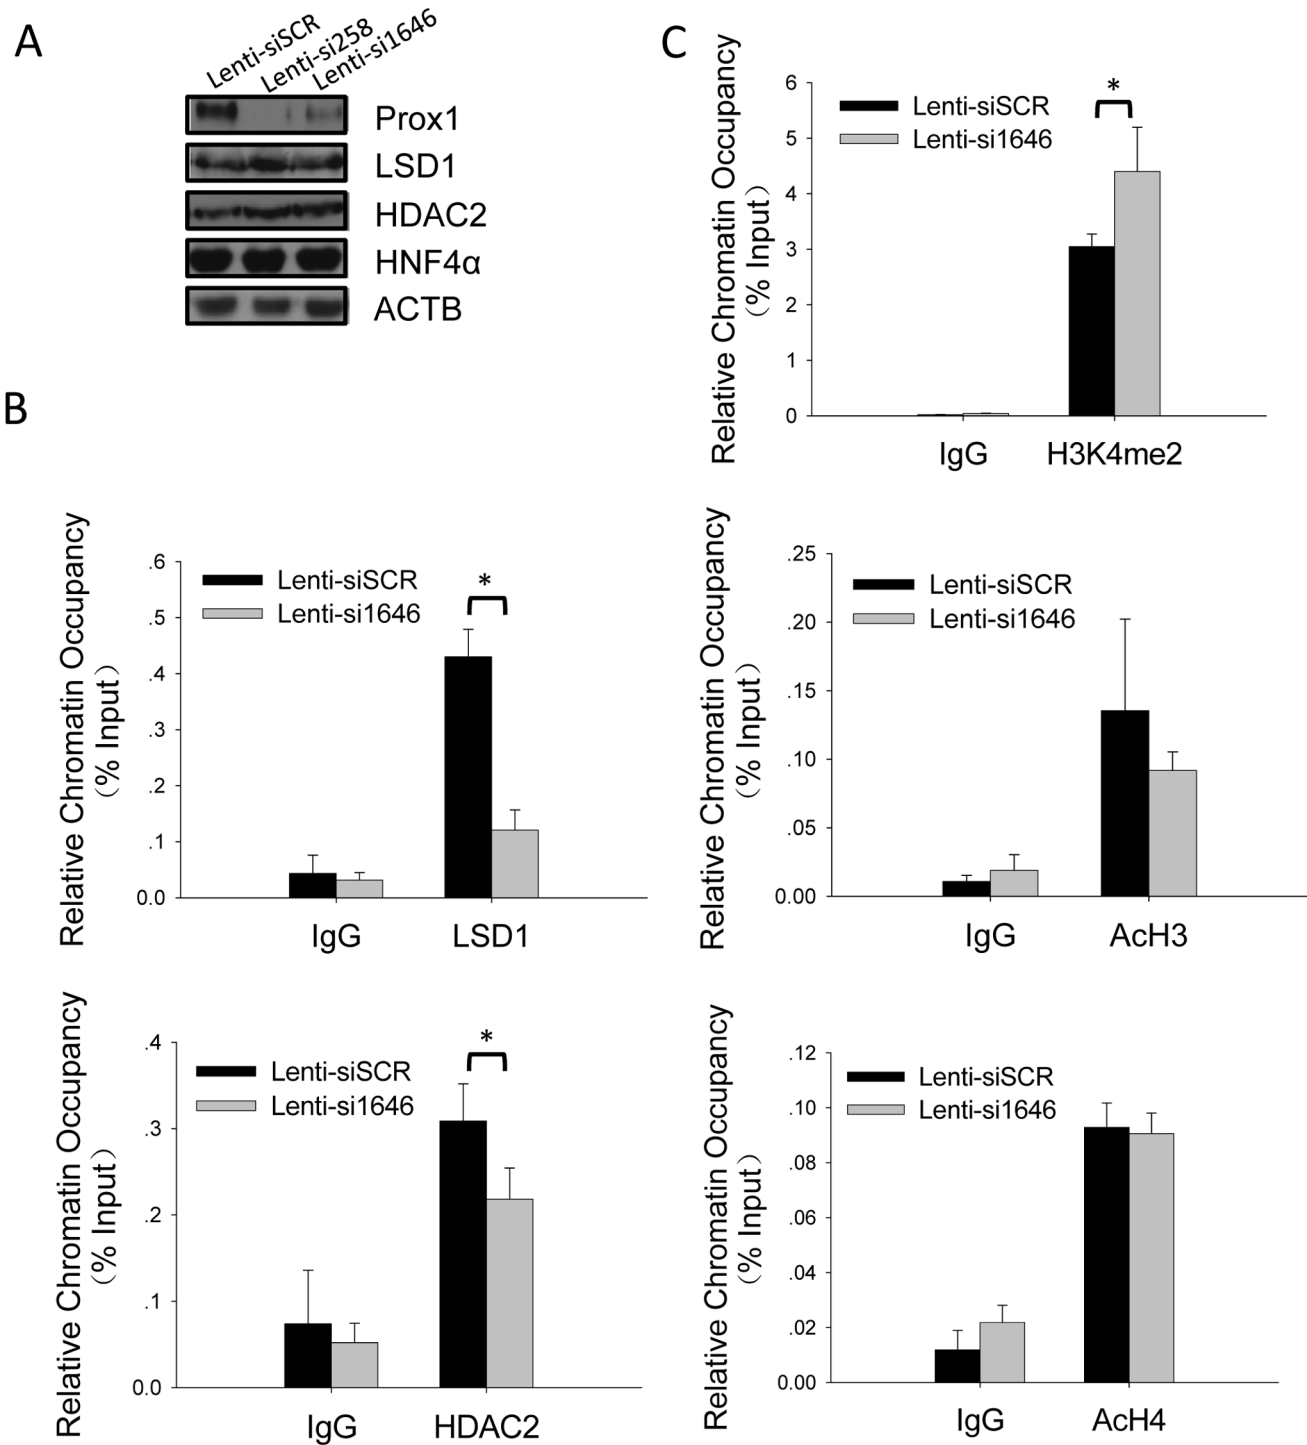 A
Lenti-siSCR
Lenti-si258
Lenti-si1646
Prox1
LSD1
HDAC2
HNF4α
ACTB
B
Relative Chromatin Occupancy
(% Input)
.6
.5
.4
.3
.2
.1
0.0
Lenti-siSCR
Lenti-si1646
*
IgG
LSD1
Relative Chromatin Occupancy
(% Input)
.4
.3
.2
.1
0.0
Lenti-siSCR
Lenti-si1646
*
IgG
HDAC2
C
Relative Chromatin Occupancy
(% Input)
6
5
4
3
2
1
0
Lenti-siSCR
Lenti-si1646
*
IgG
H3K4me2
Relative Chromatin Occupancy
(% Input)
.25
.20
.15
.10
.05
0.00
Lenti-siSCR
Lenti-si1646
IgG
AcH3
Relative Chromatin Occupancy
(% Input)
.12
.10
.08
.06
.04
.02
0.00
Lenti-siSCR
Lenti-si1646
IgG
AcH4